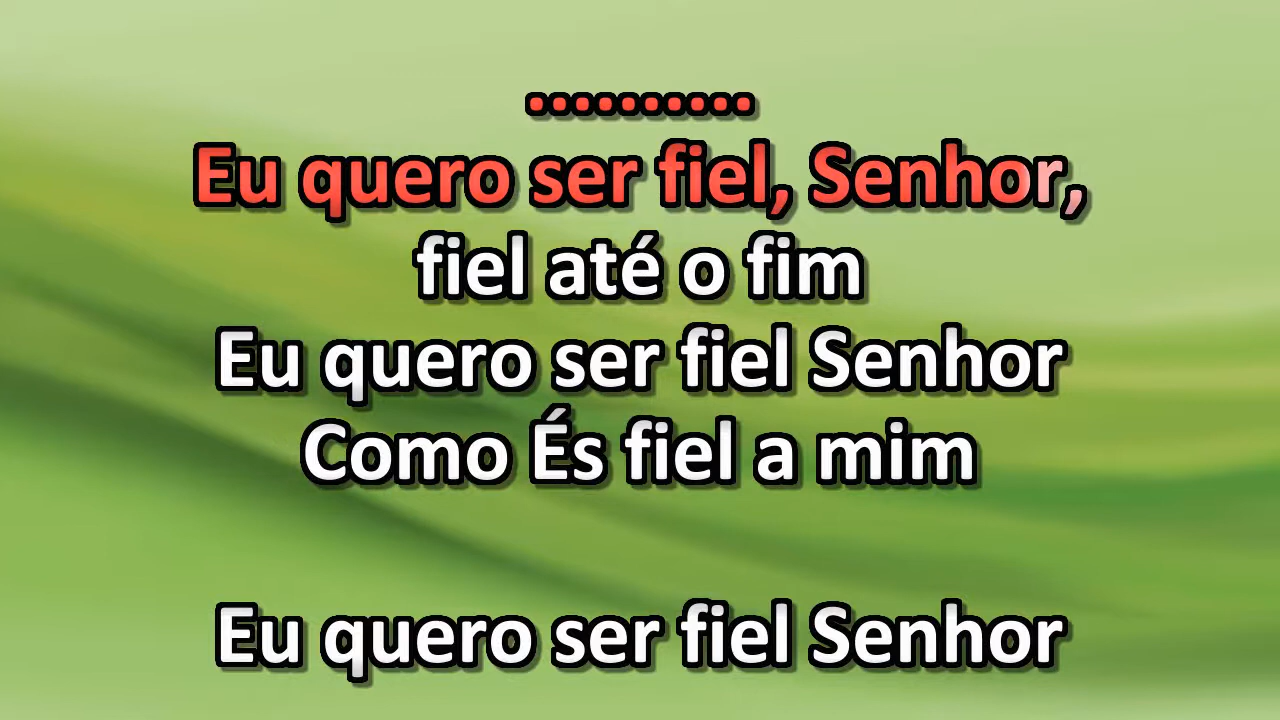 ..........
Eu quero ser fiel, Senhor,
fiel até o fim
Eu quero ser fiel Senhor
Como És fiel a mim
Eu quero ser fiel Senhor